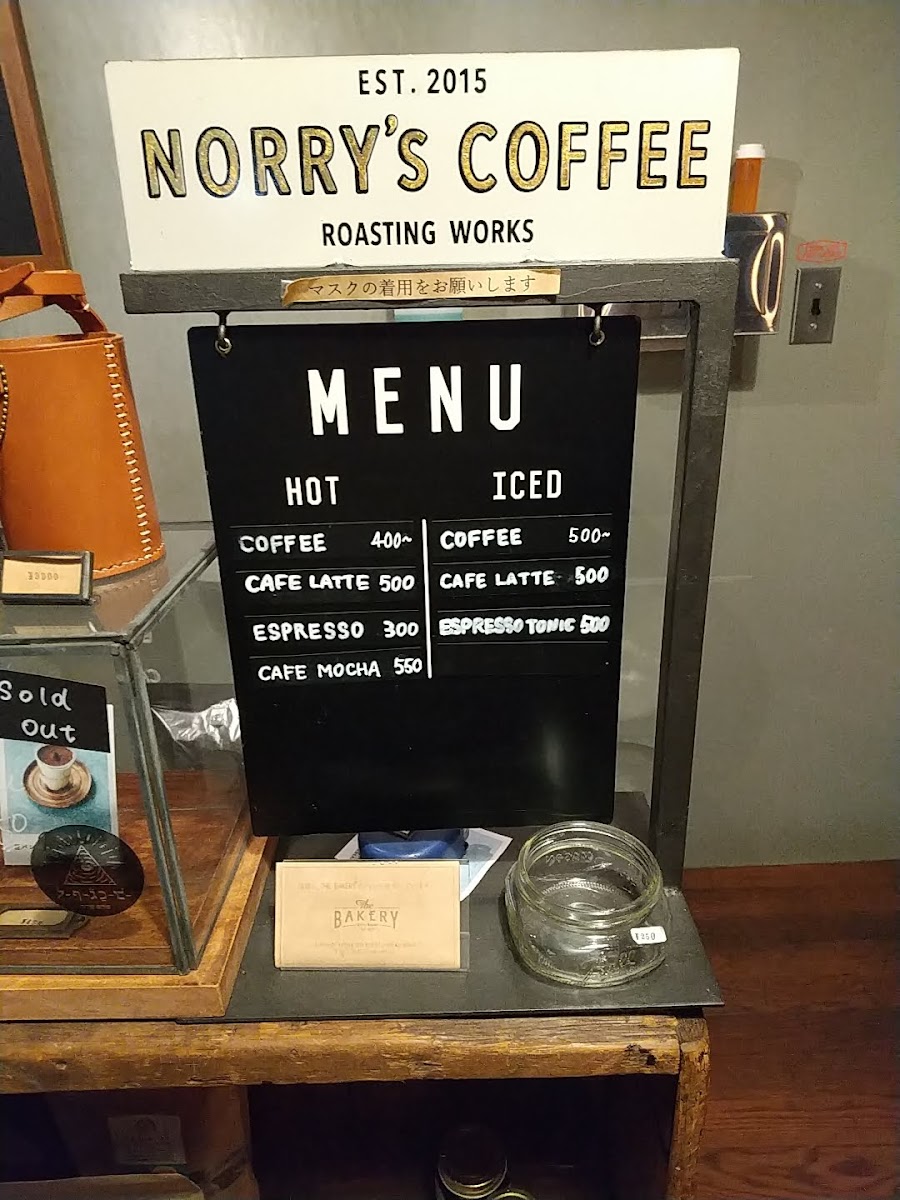 EST. 2015
NORRY'S COFFEE
ROASTING WORKS
マスクの着用をお願いします
MENU
HOT
COFFEE 400~
CAFE LATTE 500
ESPRESSO 300
CAFE MOCHA 550
ICED
COFFEE 500~
CAFE LATTE 500
ESPRESSO TONIC 500
Sold
out
The
BAKERY
¥250